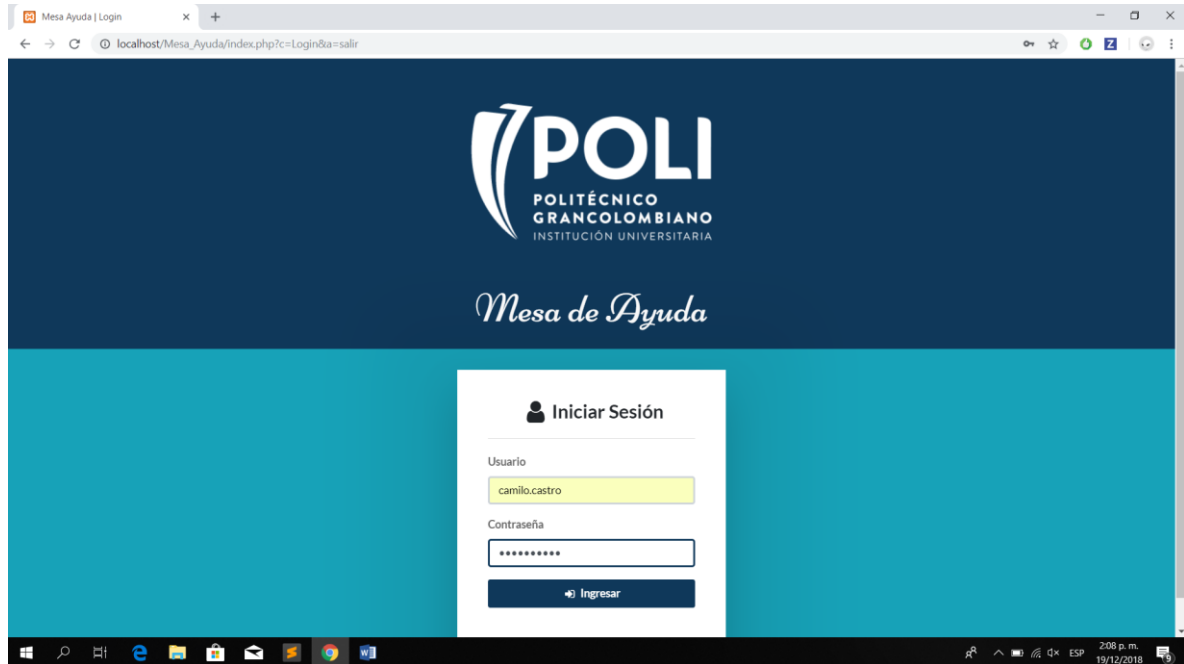 Mesa Ayuda | Login
localhost/Mesa_Ayuda/index.php?c=Login&a=salir
Z
POLI
POLITÉCNICO
GRANCOLOMBIANO
INSTITUCIÓN UNIVERSITARIA
Mesa de Ayuda
Iniciar Sesión
Usuario
camilo.castro
Contraseña
••••••••••
Ingresar
ESP
2:08 p. m.
19/12/2018